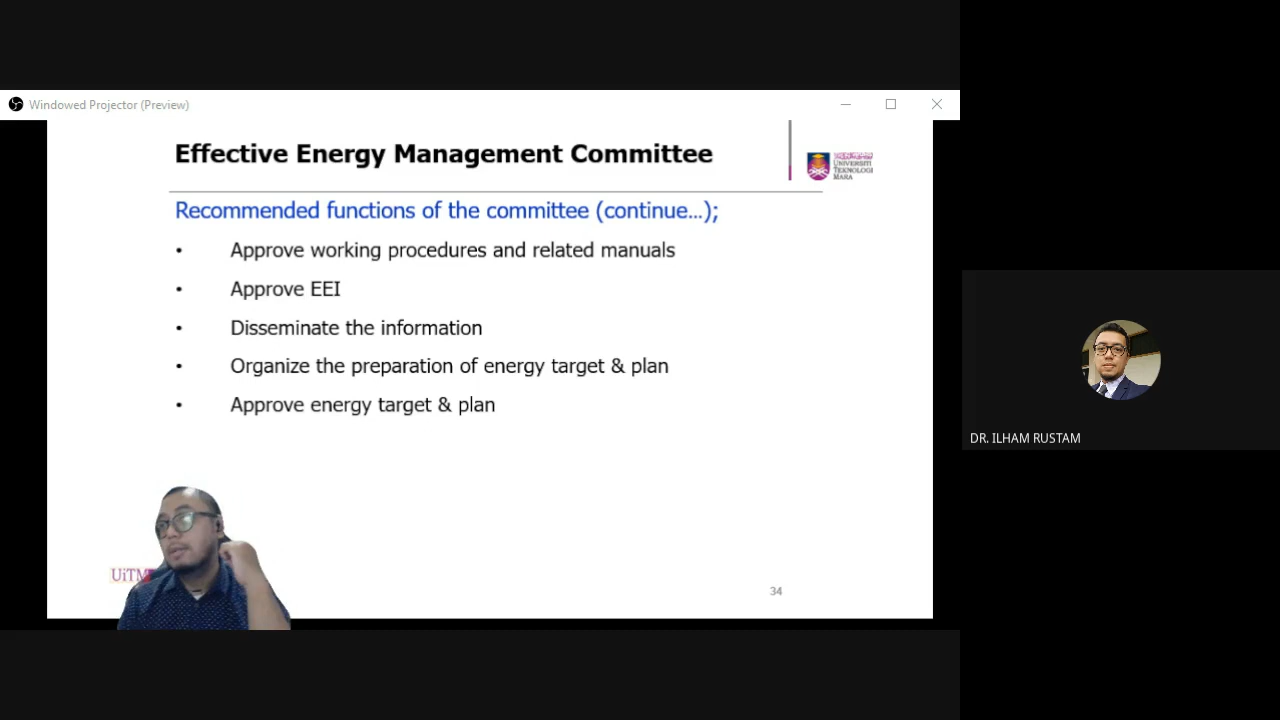 Windowed Projector (Preview)
Effective Energy Management Committee
UNIVERSITI
TEKNOLOGI
MARA
Recommended functions of the committee (continue...);
• Approve working procedures and related manuals
• Approve EEI
• Disseminate the information
• Organize the preparation of energy target & plan
• Approve energy target & plan
DR. ILHAM RUSTAM
UiTM
34